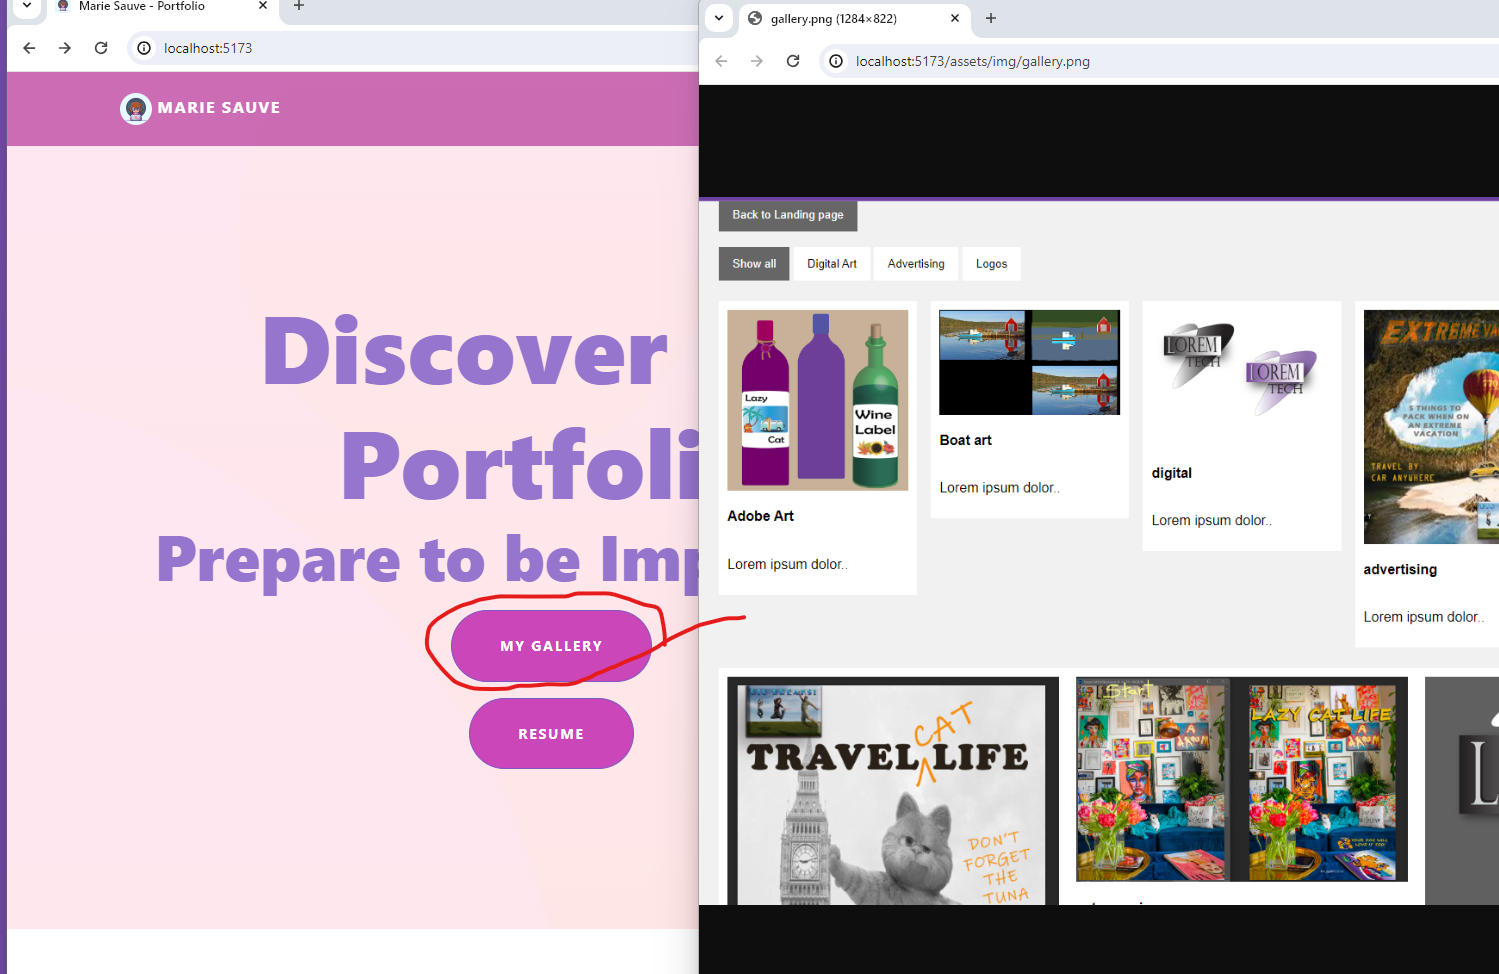 Marie Sauve - Portfolio
localhost:5173
MARIE SAUVE
Discover
Portfoli
Prepare to be Imp
MY GALLERY
RESUME
gallery.png (1284×822)
localhost:5173/assets/img/gallery.png
Back to Landing page
Show all
Digital Art
Advertising
Logos
Lazy
Cat
Wine
Label
Adobe Art
Lorem ipsum dolor..
Boat art
Lorem ipsum dolor..
LOREM
TECH
LOREM
TECH
digital
Lorem ipsum dolor..
EXTREME VA
5 THINGS TO
PACK WHEN ON
AN EXTREME
VACATION
TRAVEL BY
CAR ANYWHERE
advertising
Lorem ipsum dolor..
CAT
TRAVEL LIFE
DON'T
FORGET
THE
TUNA
Start
LAZY CAT LIFE
L